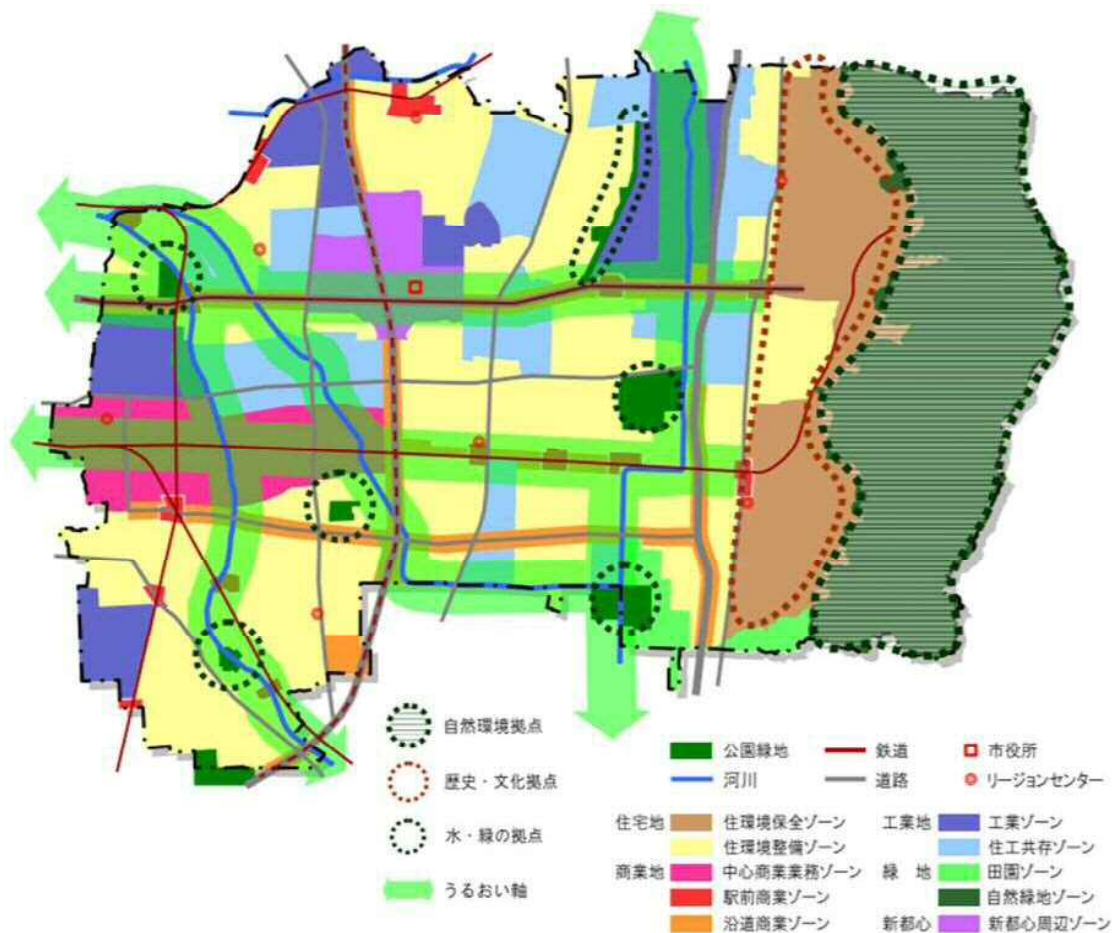 自然環境拠点
歴史・文化拠点
水・緑の拠点
うるおい軸
公園緑地
鉄道
市役所
河川
道路
リージョンセンター
住宅地
住環境保全ゾーン
住環境整備ゾーン
商業地
中心商業業務ゾーン
駅前商業ゾーン
沿道商業ゾーン
工業地
工業ゾーン
住工共存ゾーン
緑 地
田園ゾーン
自然緑地ゾーン
新都心
新都心周辺ゾーン